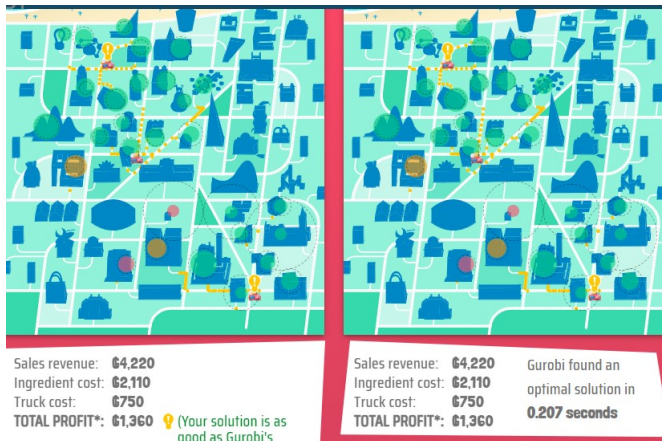 Sales revenue: ₲4,220
Ingredient cost: ₲2,110
Truck cost: ₲750
TOTAL PROFIT*: ₲1,360
(Your solution is as
good as Gurobi's
Sales revenue: ₲4,220
Ingredient cost: ₲2,110
Truck cost: ₲750
TOTAL PROFIT*: ₲1,360
Gurobi found an
optimal solution in
0.207 seconds